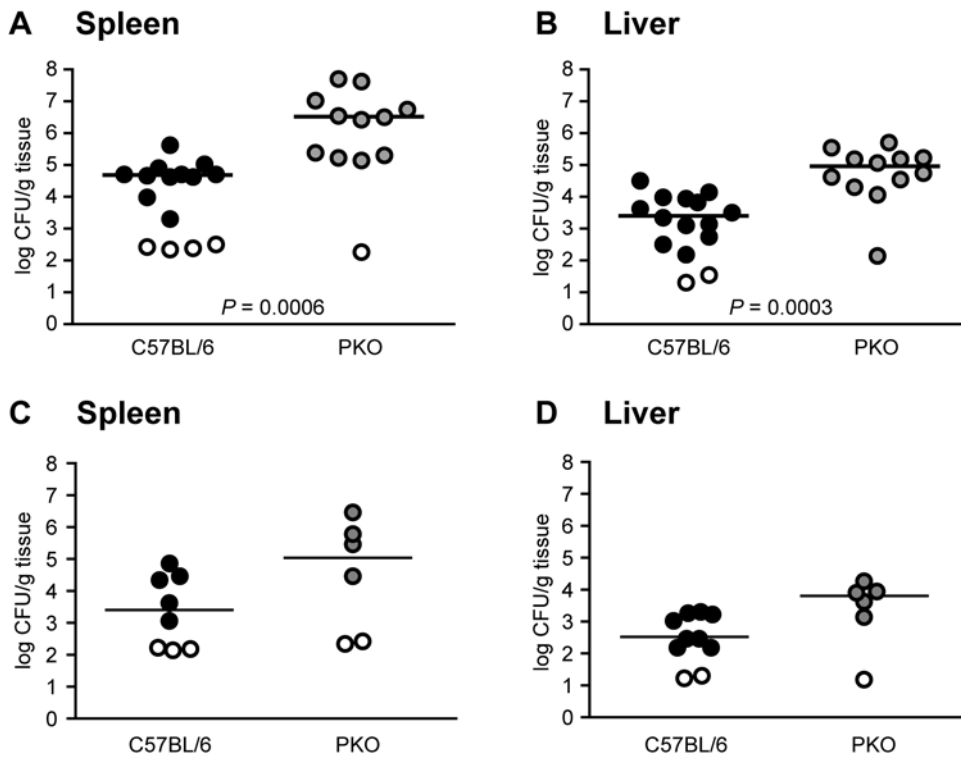 A Spleen
log CFU/g tissue
8
7
6
5
4
3
2
1
0
P = 0.0006
C57BL/6 PKO
B Liver
log CFU/g tissue
8
7
6
5
4
3
2
1
0
P = 0.0003
C57BL/6 PKO
C Spleen
log CFU/g tissue
8
7
6
5
4
3
2
1
0
C57BL/6 PKO
D Liver
log CFU/g tissue
8
7
6
5
4
3
2
1
0
C57BL/6 PKO